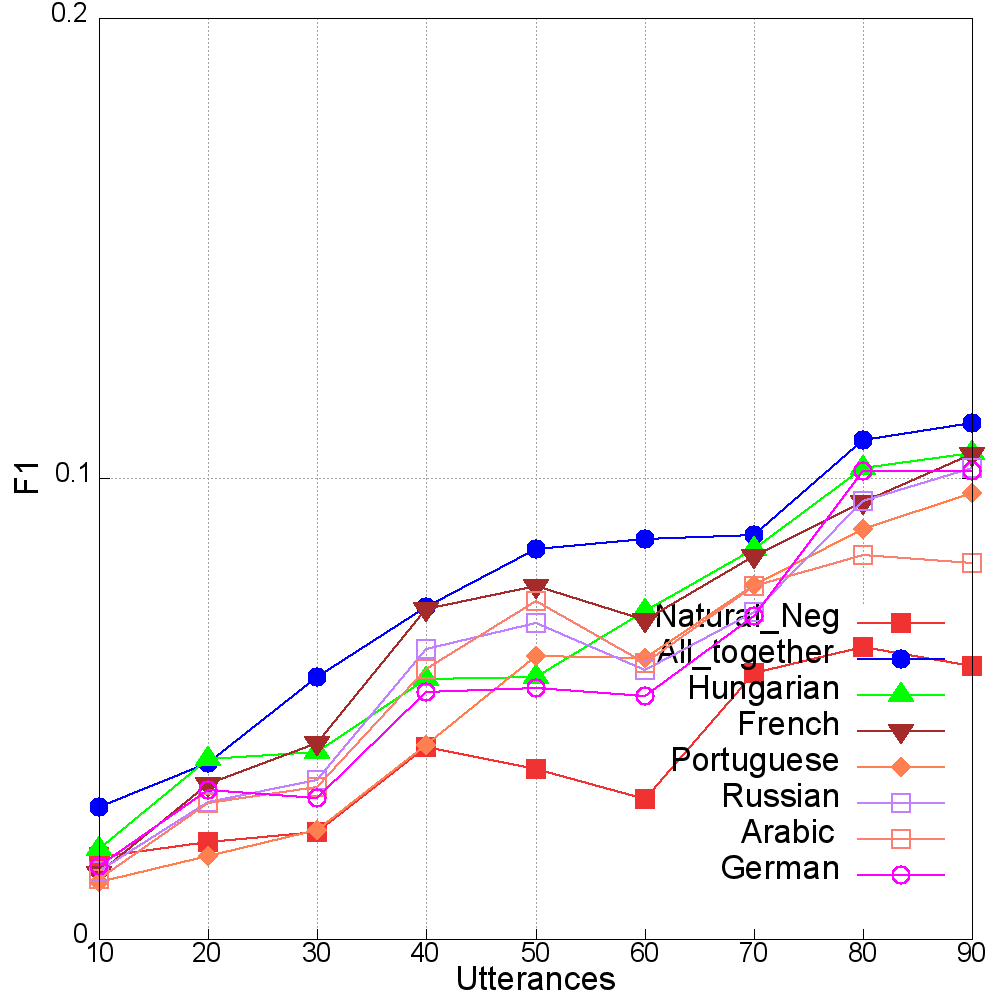 0.2
0.1
0
F1
Natural_Neg
All_together
Hungarian
French
Portuguese
Russian
Arabic
German
10 20 30 40 50 60 70 80 90
Utterances